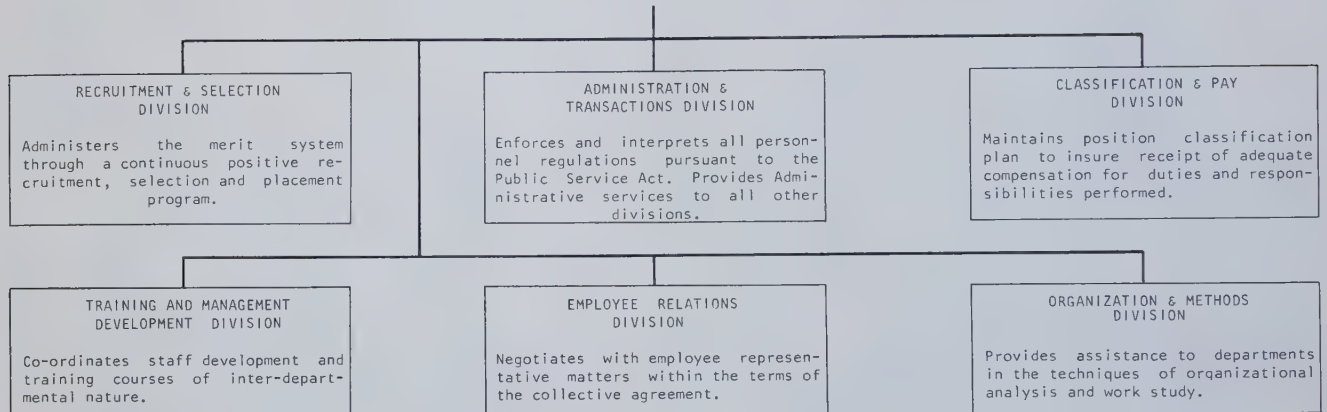 RECRUITMENT & SELECTION
DIVISION
Administers the merit system
through a continuous positive re-
cruitment, selection and placement
program.
ADMINISTRATION &
TRANSACTIONS DIVISION
Enforces and interprets all person-
nel regulations pursuant to the
Public Service Act. Provides Admi-
nistrative services to all other
divisions.
CLASSIFICATION & PAY
DIVISION
Maintains position classification
plan to insure receipt of adequate
compensation for duties and respon-
sibilities performed.
TRAINING AND MANAGEMENT
DEVELOPMENT DIVISION
Co-ordinates staff development and
training courses of inter-depart-
mental nature.
EMPLOYEE RELATIONS
DIVISION
Negotiates with employee represen-
tative matters within the terms of
the collective agreement.
ORGANIZATION & METHODS
DIVISION
Provides assistance to departments
in the techniques of organizational
analysis and work study.